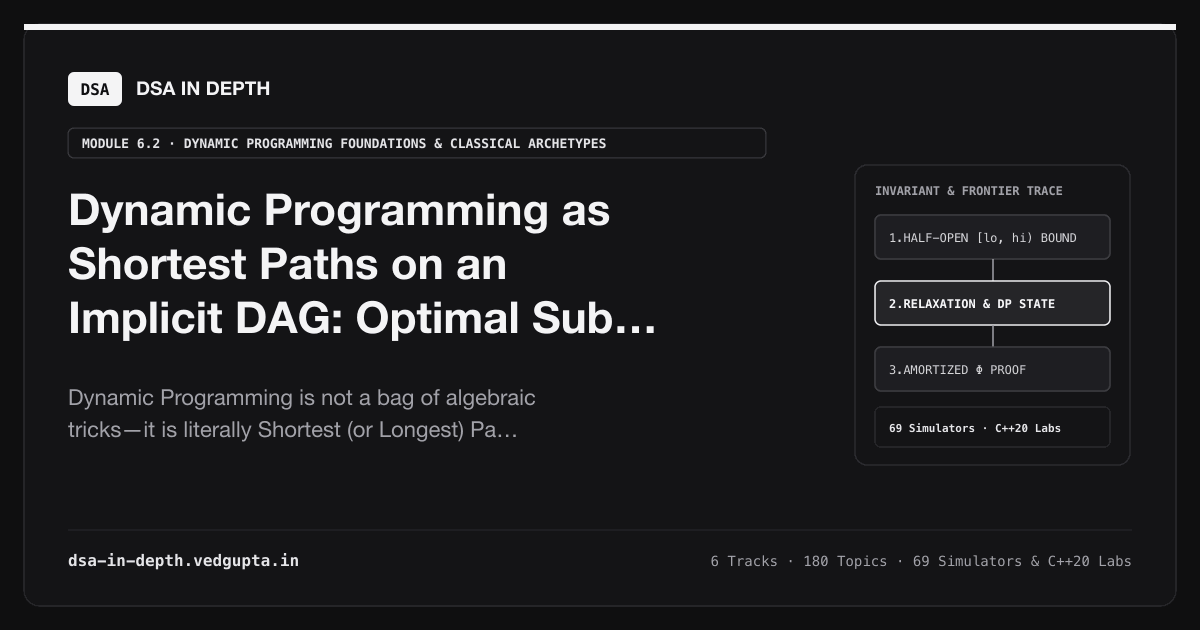 DSA
DSA IN DEPTH
MODULE 6.2 · DYNAMIC PROGRAMMING FOUNDATIONS & CLASSICAL ARCHETYPES
Dynamic Programming as
Shortest Paths on an
Implicit DAG: Optimal Sub...
Dynamic Programming is not a bag of algebraic
tricks—it is literally Shortest (or Longest) Pa...
INVARIANT & FRONTIER TRACE
1.HALF-OPEN [lo, hi) BOUND
2.RELAXATION & DP STATE
3.AMORTIZED Φ PROOF
69 Simulators · C++20 Labs
dsa-in-depth.vedgupta.in
6 Tracks · 180 Topics · 69 Simulators & C++20 Labs